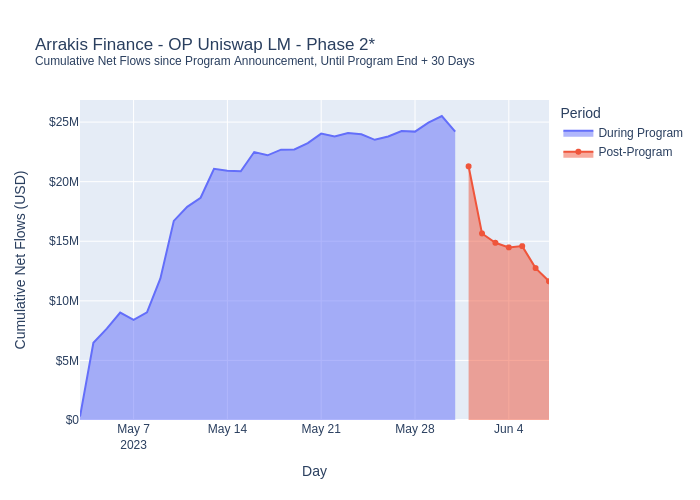 Arrakis Finance - OP Uniswap LM - Phase 2*
Cumulative Net Flows since Program Announcement, Until Program End + 30 Days
Period
During Program
Post-Program
Cumulative Net Flows (USD)
$25M
$20M
$15M
$10M
$5M
$0
May 7
2023
May 14
May 21
May 28
Jun 4
Day